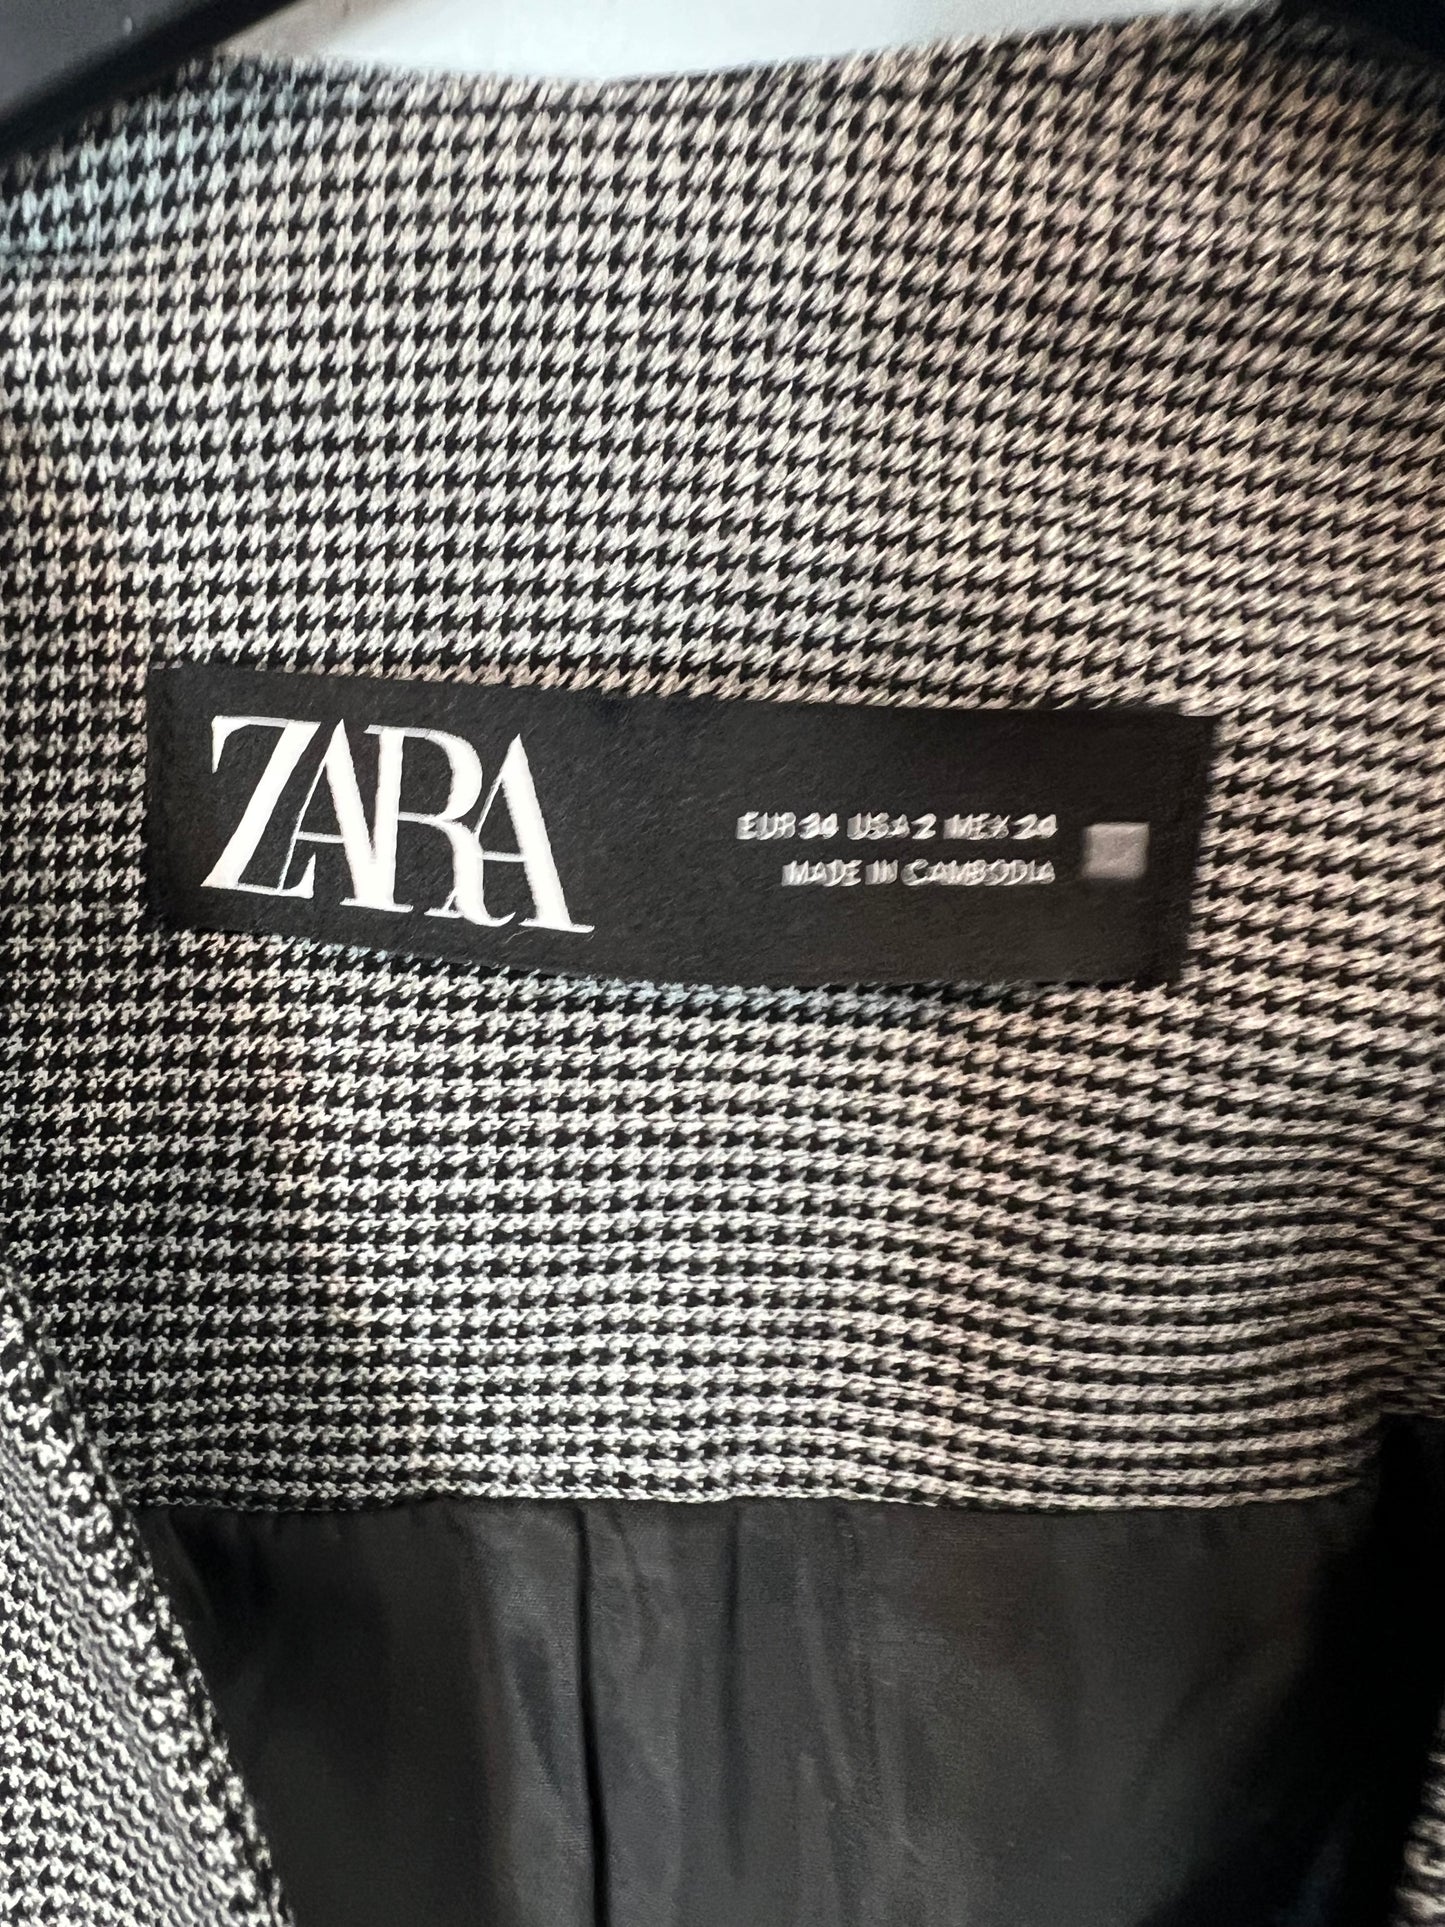 ZARA
EUR 34 USA 2 MEX 24
MADE IN CAMBODIA